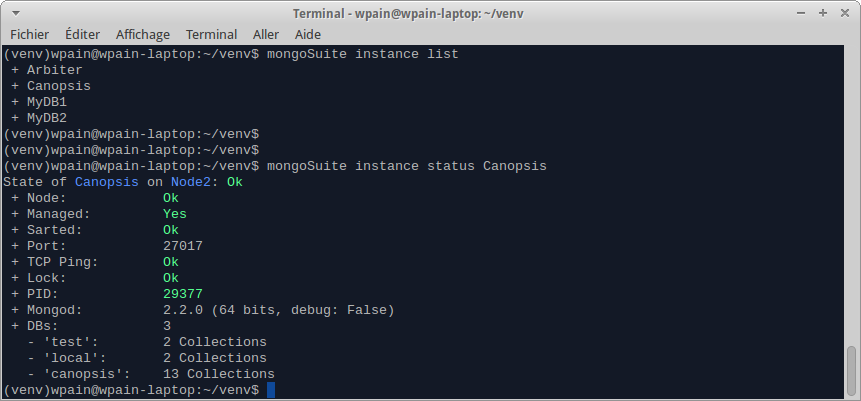 Terminal - wpain@wpain-laptop: ~/venv
Fichier Éditer Affichage Terminal Aller Aide
(venv)wpain@wpain-laptop:~/venv$ mongoSuite instance list
 + Arbiter
 + Canopsis
 + MyDB1
 + MyDB2
(venv)wpain@wpain-laptop:~/venv$
(venv)wpain@wpain-laptop:~/venv$
(venv)wpain@wpain-laptop:~/venv$ mongoSuite instance status Canopsis
State of Canopsis on Node2: Ok
 + Node:            Ok
 + Managed:         Yes
 + Sarted:          Ok
 + Port:            27017
 + TCP Ping:        Ok
 + Lock:            Ok
 + PID:             29377
 + Mongod:          2.2.0 (64 bits, debug: False)
 + DBs:             3
   - 'test':        2 Collections
   - 'local':       2 Collections
   - 'canopsis':    13 Collections
(venv)wpain@wpain-laptop:~/venv$